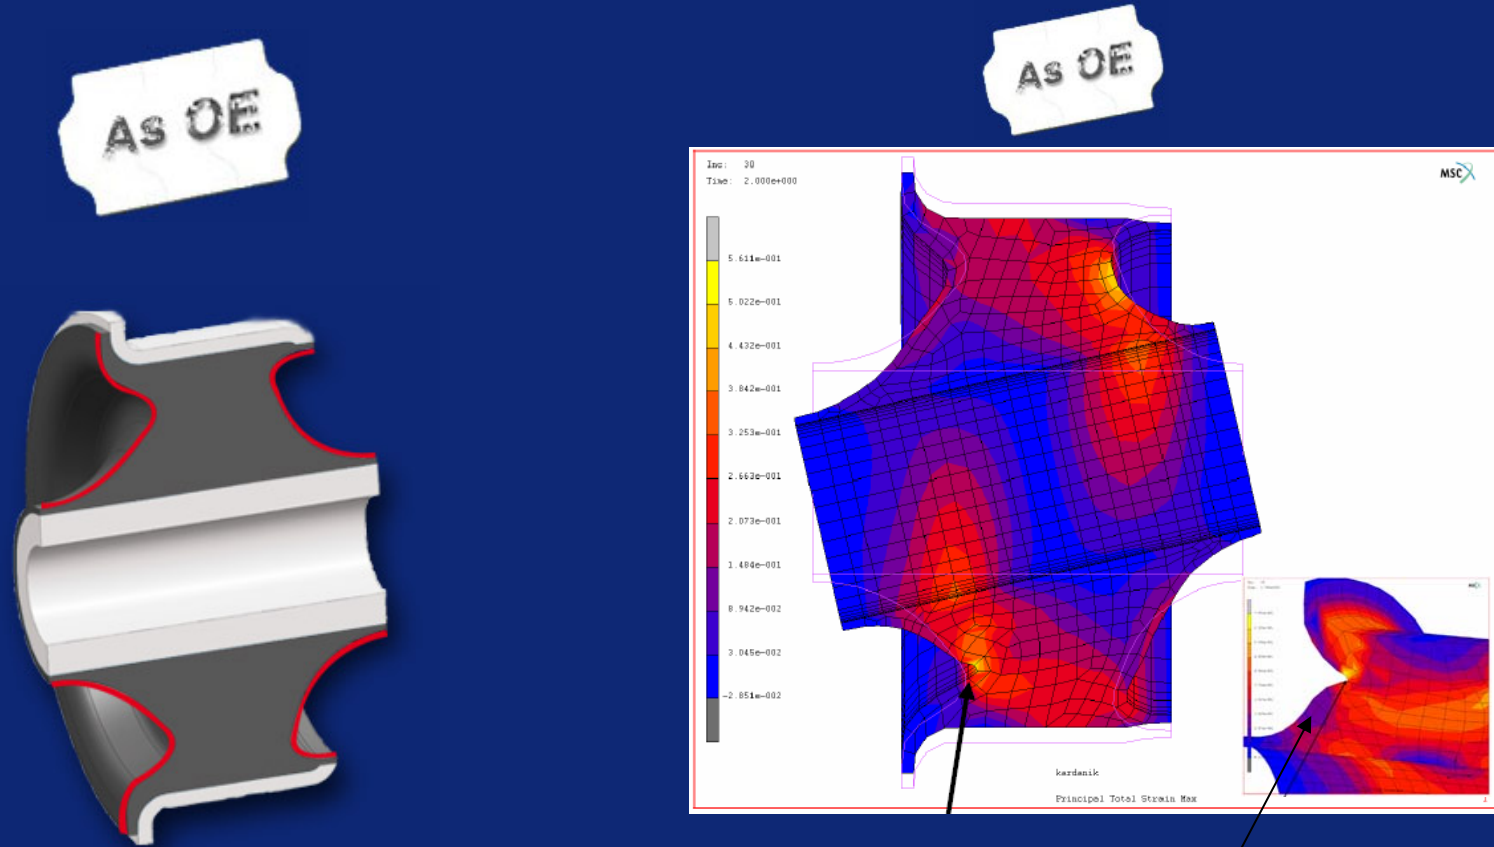 As OE
As OE
Inc: 30
Time: 2.000e+000
MSC
5.611e-001
5.022e-001
4.432e-001
3.842e-001
3.253e-001
2.663e-001
2.073e-001
1.484e-001
8.942e-002
3.045e-002
-2.851e-002
kardanik
Principal Total Strain Max
1